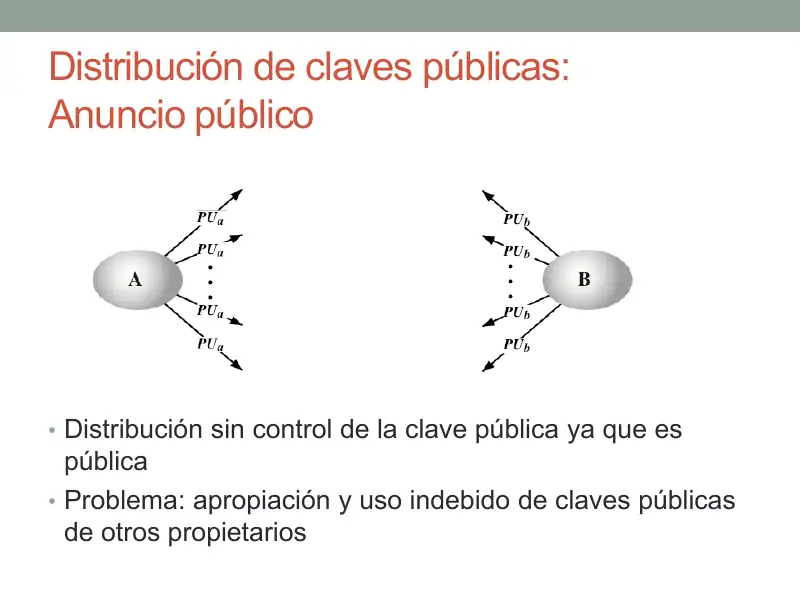 Distribución de claves públicas:
Anuncio público
PUa
PUa
PUa
PUa
A
PUb
PUb
PUb
PUb
B
• Distribución sin control de la clave pública ya que es
pública
• Problema: apropiación y uso indebido de claves públicas
de otros propietarios